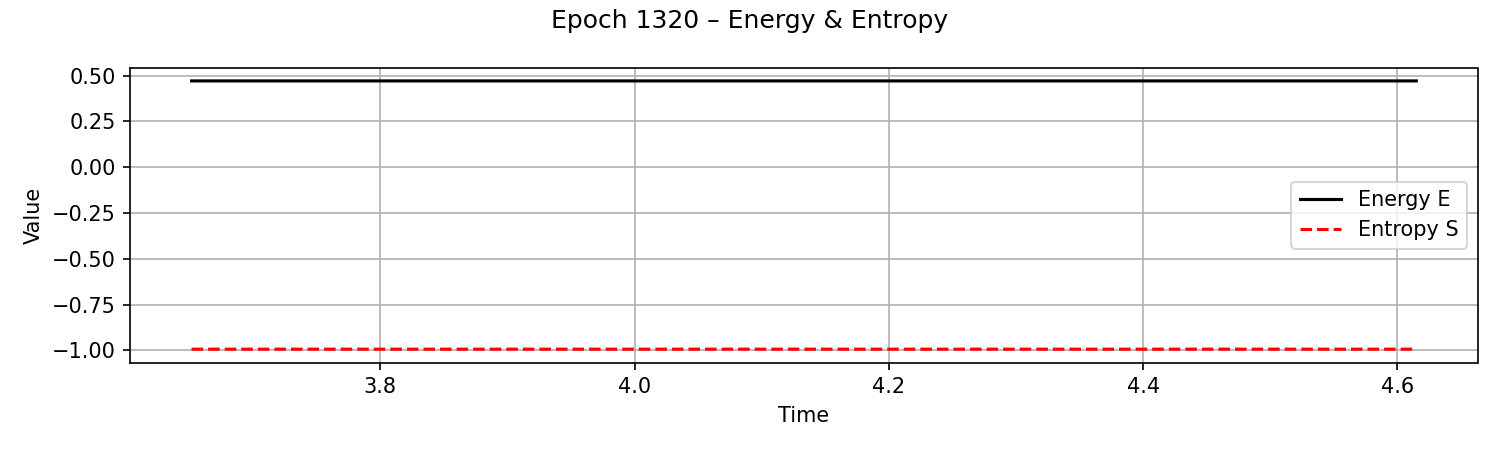 Epoch 1320 – Energy & Entropy
Value
0.50
0.25
0.00
−0.25
−0.50
−0.75
−1.00
Energy E
Entropy S
3.8
4.0
4.2
4.4
4.6
Time